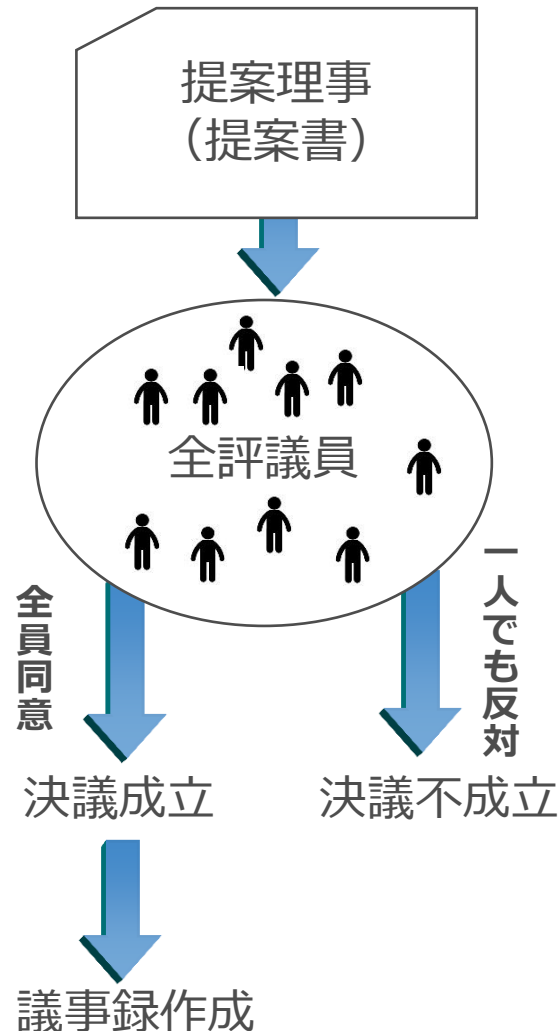 提案理事
（提案書）
全評議員
全員同意
一人でも反対
決議成立
決議不成立
議事録作成